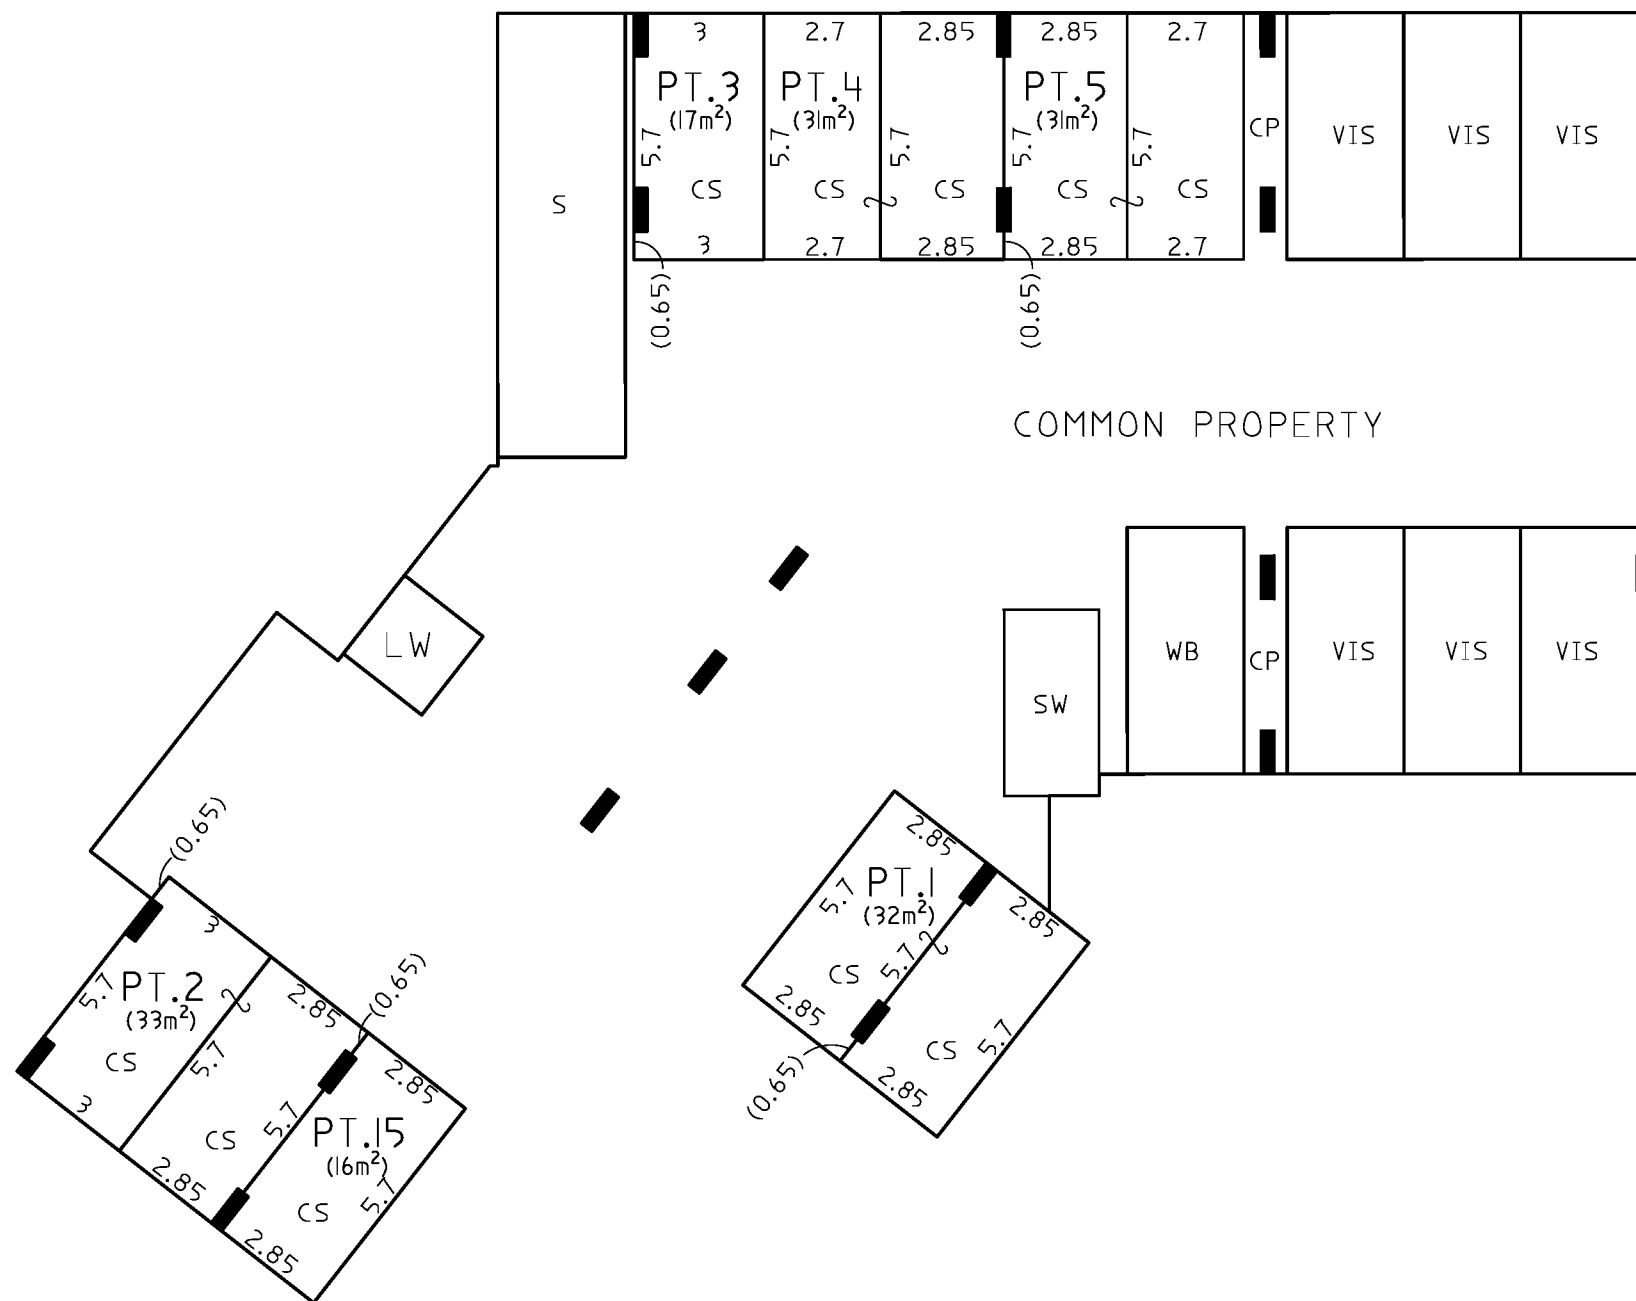 3 2.7 2.85 2.85 2.7
PT.3 PT.4 PT.5
(17m²) (31m²) (31m²)
5.7 5.7 5.7 5.7 5.7
CP VIS VIS VIS
S CS CS CS CS CS
3 2.7 2.85 2.85 2.7
(0.65) (0.65)
COMMON PROPERTY
LW
SW
WB CP VIS VIS VIS
(0.65)
3
5.7
PT.2
(33m²)
CS
3
2.85
5.7
CS
2.85
(0.65)
2.85
5.7
PT.15
(16m²)
CS
5.7
2.85
2.85
5.7
PT.1
(32m²)
CS
2.85
2.85
5.7
CS
5.7
2.85
(0.65)